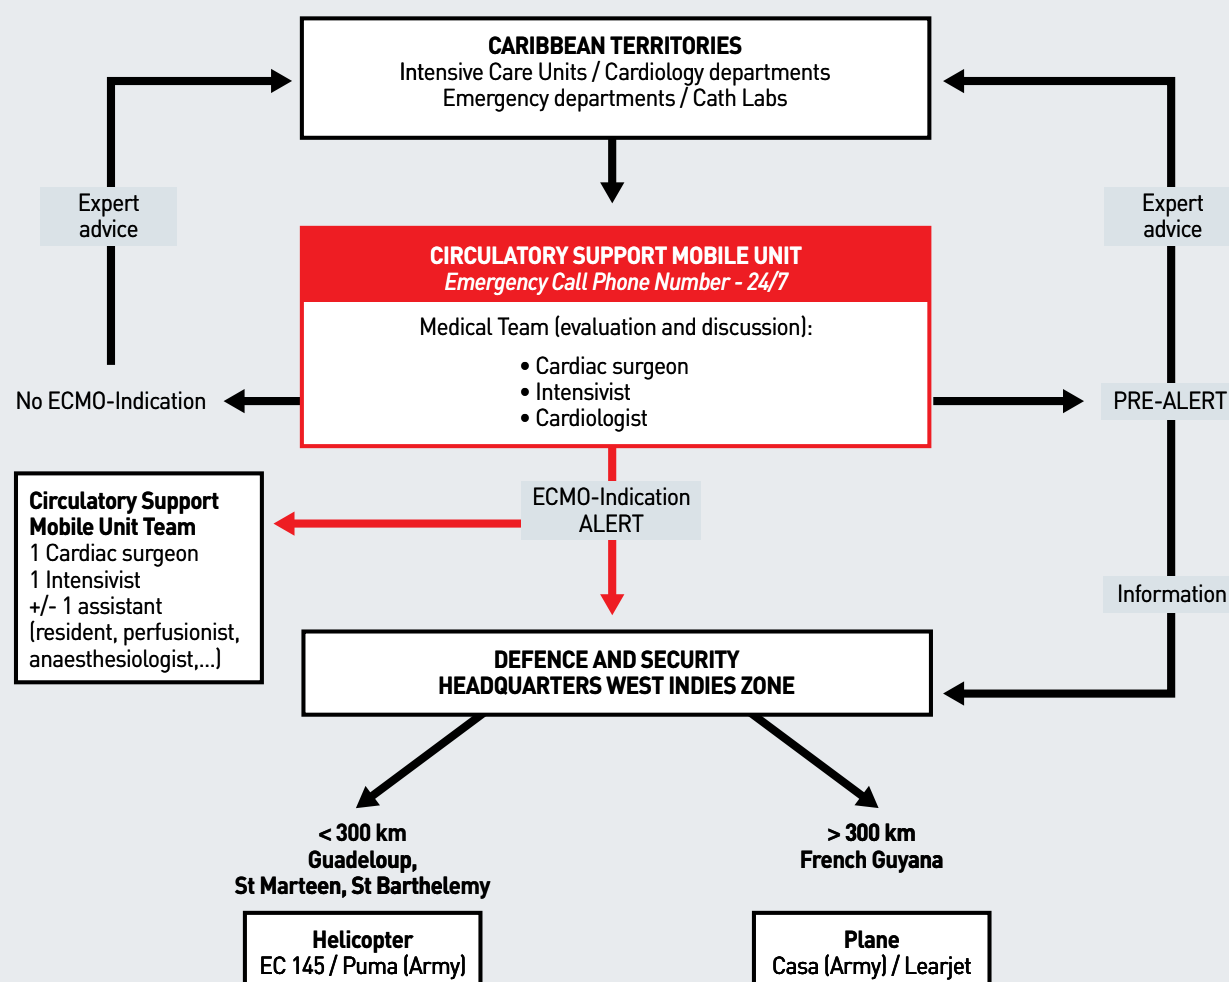 CARIBBEAN TERRITORIES
Intensive Care Units / Cardiology departments
Emergency departments / Cath Labs
Expert
advice
Expert
advice
CIRCULATORY SUPPORT MOBILE UNIT
Emergency Call Phone Number - 24/7
Medical Team (evaluation and discussion):
• Cardiac surgeon
• Intensivist
• Cardiologist
No ECMO-Indication
PRE-ALERT
ECMO-Indication
ALERT
Circulatory Support
Mobile Unit Team
1 Cardiac surgeon
1 Intensivist
+/- 1 assistant
(resident, perfusionist,
anaesthesiologist,...)
Information
DEFENCE AND SECURITY
HEADQUARTERS WEST INDIES ZONE
< 300 km
Guadeloup,
St Marteen, St Barthelemy
> 300 km
French Guyana
Helicopter
EC 145 / Puma (Army)
Plane
Casa (Army) / Learjet